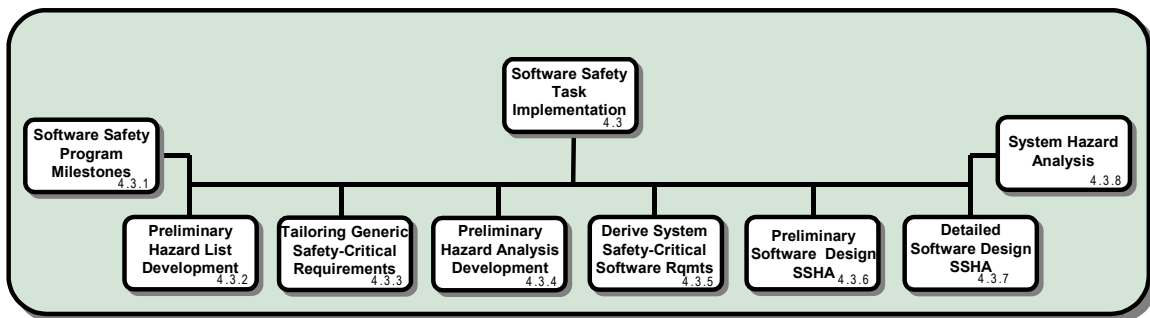 Software Safety
Task
Implementation
4.3
Software Safety
Program
Milestones
4.3.1
System Hazard
Analysis
4.3.8
Preliminary
Hazard List
Development
4.3.2
Tailoring Generic
Safety-Critical
Requirements
4.3.3
Preliminary
Hazard Analysis
Development
4.3.4
Derive System
Safety-Critical
Software Rqmts
4.3.5
Preliminary
Software Design
SSHA
4.3.6
Detailed
Software Design
SSHA
4.3.7